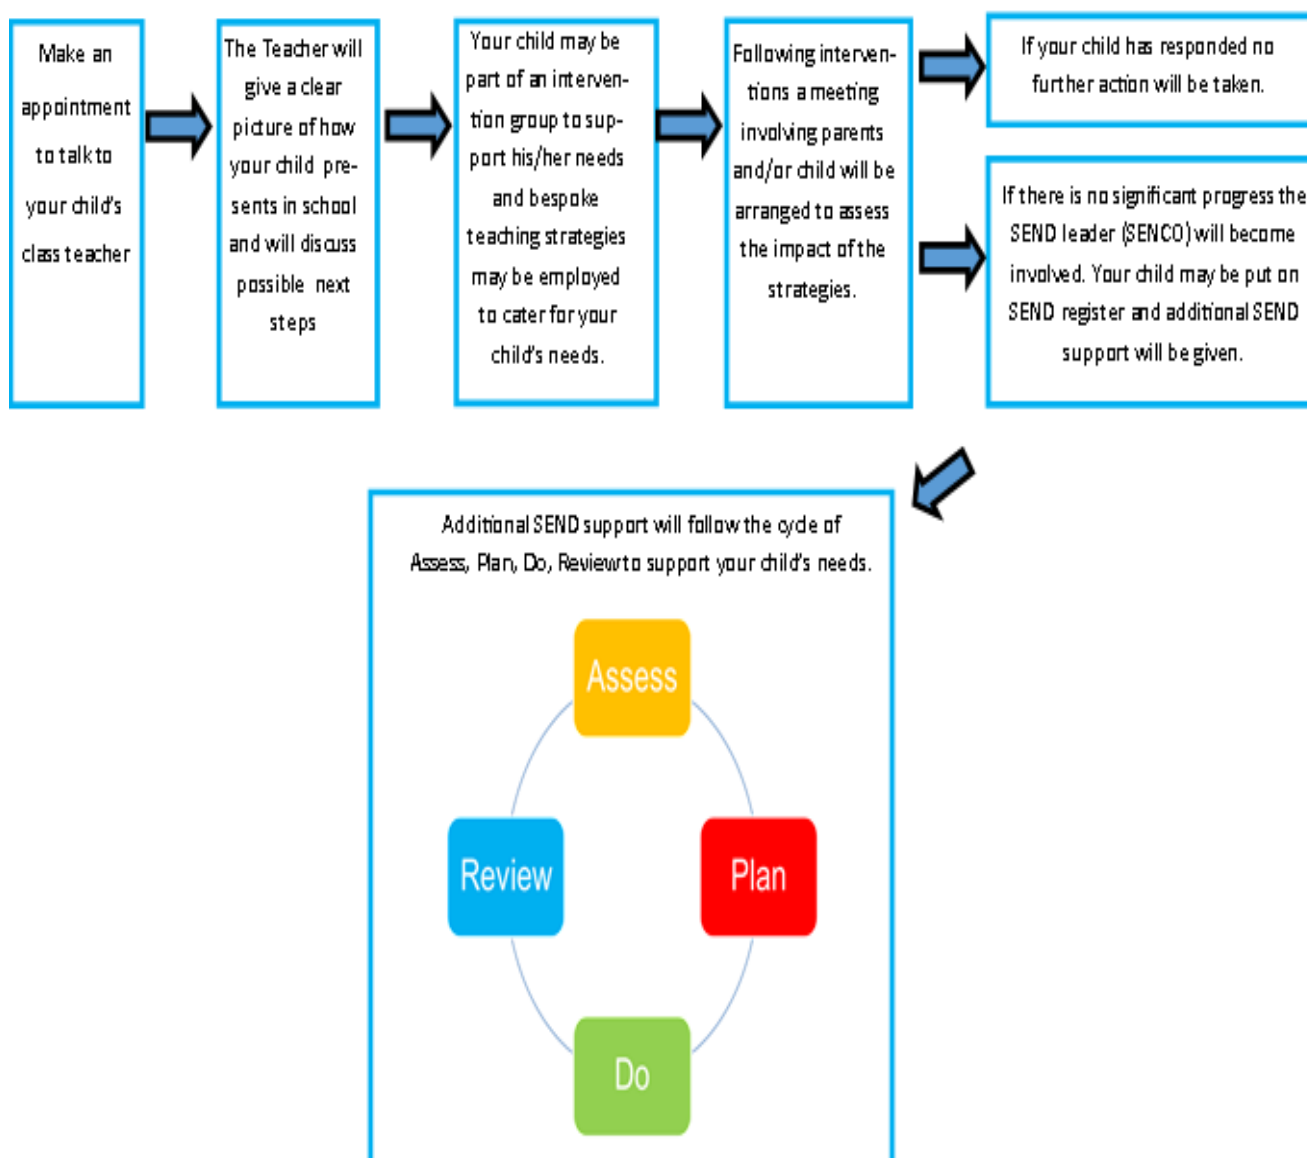 Make an
appointment
to talk to
your child's
class teacher
The Teacher will
give a clear
picture of how
your child pre-
sents in school
and will discuss
possible next
steps
Your child may be
part of an interven-
tion group to sup-
port his/her needs
and bespoke
teaching strategies
may be employed
to cater for your
child's needs.
Following interven-
tions a meeting
involving parents
and/or child will be
arranged to assess
the impact of the
strategies.
If your child has responded no
further action will be taken.
If there is no significant progress the
SEND leader (SENCO) will become
involved. Your child may be put on
SEND register and additional SEND
support will be given.
Additional SEND support will follow the cycle of
Assess, Plan, Do, Review to support your child's needs.
Assess
Plan
Do
Review